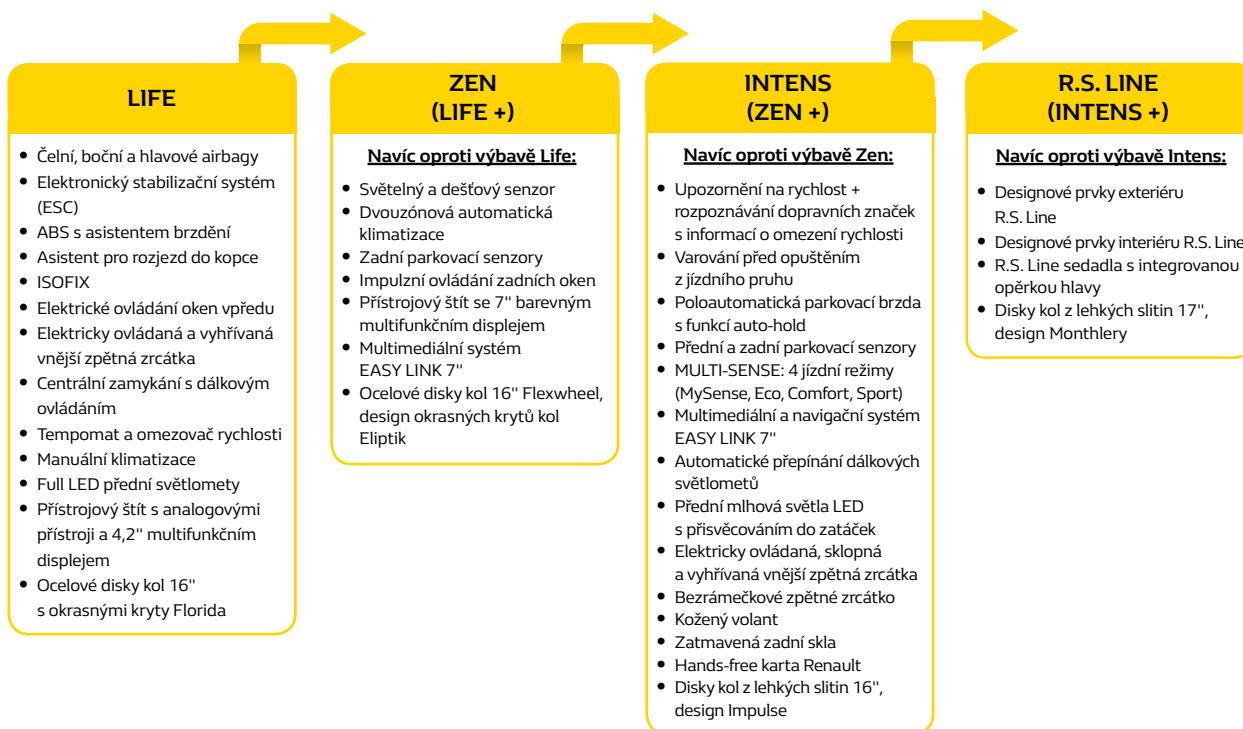 LIFE
• Čelní, boční a hlavové airbagy
• Elektronický stabilizační systém
(ESC)
• ABS s asistentem brzdění
• Asistent pro rozjezd do kopce
• ISOFIX
• Elektrické ovládání oken vpředu
• Elektricky ovládaná a vyhřívaná
vnější zpětná zrcátka
• Centrální zamykání s dálkovým
ovládáním
• Tempomat a omezovač rychlosti
• Manuální klimatizace
• Full LED přední světlomety
• Přístrojový štít s analogovými
přístroji a 4,2" multifunkčním
displejem
• Ocelové disky kol 16"
s okrasnými kryty Florida
ZEN
(LIFE +)
Navíc oproti výbavě Life:
• Světelný a dešťový senzor
• Dvouzónová automatická
klimatizace
• Zadní parkovací senzory
• Impulzní ovládání zadních oken
• Přístrojový štít se 7" barevným
multifunkčním displejem
• Multimediální systém
EASY LINK 7"
• Ocelové disky kol 16" Flexwheel,
design okrasných krytů kol
Eliptik
INTENS
(ZEN +)
Navíc oproti výbavě Zen:
• Upozornění na rychlost +
rozpoznávání dopravních značek
s informací o omezení rychlosti
• Varování před opuštěním
z jízdního pruhu
• Poloautomatická parkovací brzda
s funkcí auto-hold
• Přední a zadní parkovací senzory
• MULTI-SENSE: 4 jízdní režimy
(MySense, Eco, Comfort, Sport)
• Multimediální a navigační systém
EASY LINK 7"
• Automatické přepínání dálkových
světlometů
• Přední mlhová světla LED
s přisvěcováním do zatáček
• Elektricky ovládaná, sklopná
a vyhřívaná vnější zpětná zrcátka
• Bezrámečkové zpětné zrcátko
• Kožený volant
• Zatmavená zadní skla
• Hands-free karta Renault
• Disky kol z lehkých slitin 16",
design Impulse
R.S. LINE
(INTENS +)
Navíc oproti výbavě Intens:
• Designové prvky exteriéru
R.S. Line
• Designové prvky interiéru R.S. Line
• R.S. Line sedadla s integrovanou
opěrkou hlavy
• Disky kol z lehkých slitin 17",
design Monthlery